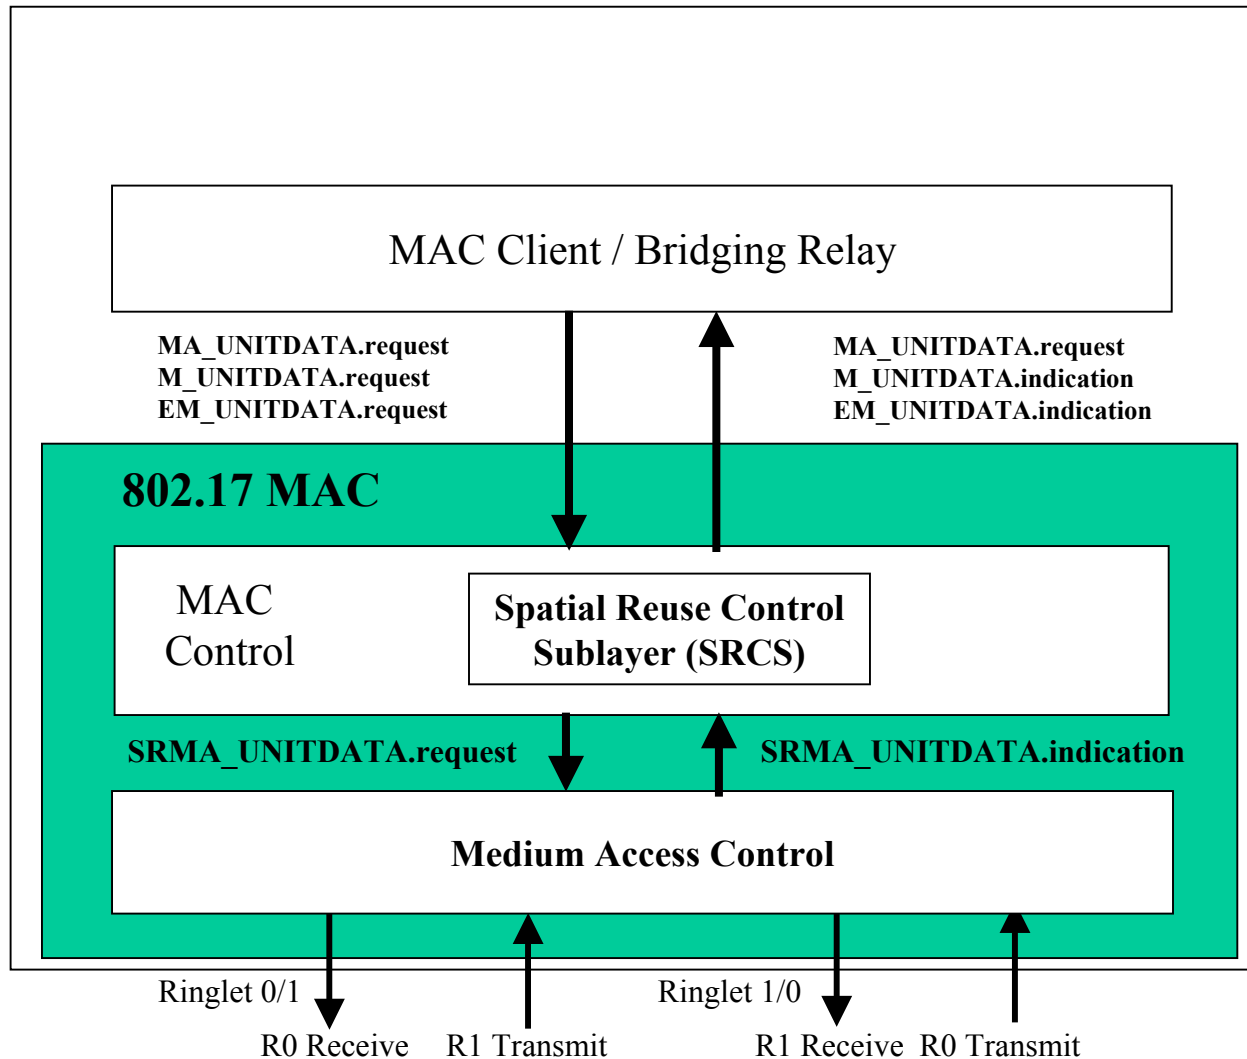 MAC Client / Bridging Relay
MA_UNITDATA.request
M_UNITDATA.request
EM_UNITDATA.request
MA_UNITDATA.request
M_UNITDATA.indication
EM_UNITDATA.indication
802.17 MAC
MAC
Control
Spatial Reuse Control
Sublayer (SRCS)
SRMA_UNITDATA.request
SRMA_UNITDATA.indication
Medium Access Control
Ringlet 0/1
Ringlet 1/0
R0 Receive
R1 Transmit
R1 Receive
R0 Transmit